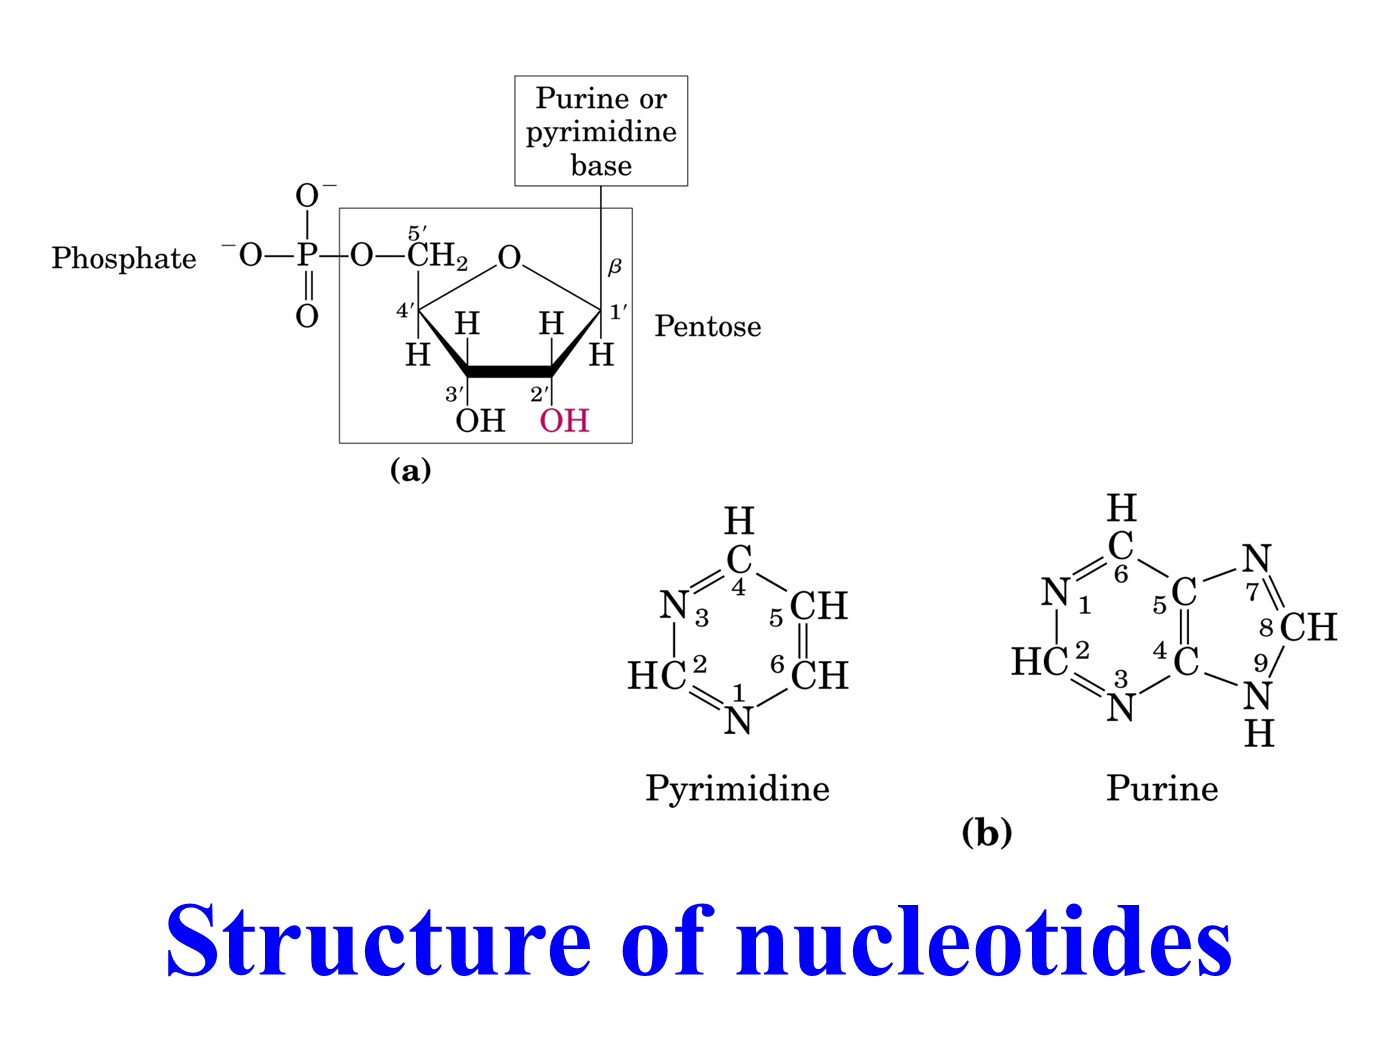 Purine or
pyrimidine
base
O⁻
5′
Phosphate ⁻O—P—O—CH₂ O
β
O
4′ H H 1′
Pentose
H H
3′ 2′
OH OH
(a)
H
C
4
N 3 5 CH
HC 2 6 CH
1
N
Pyrimidine
H
C
6
N 1 5 C N
7
8 CH
HC 2 4 C 9
3
N N
H
Purine
(b)
Structure of nucleotides